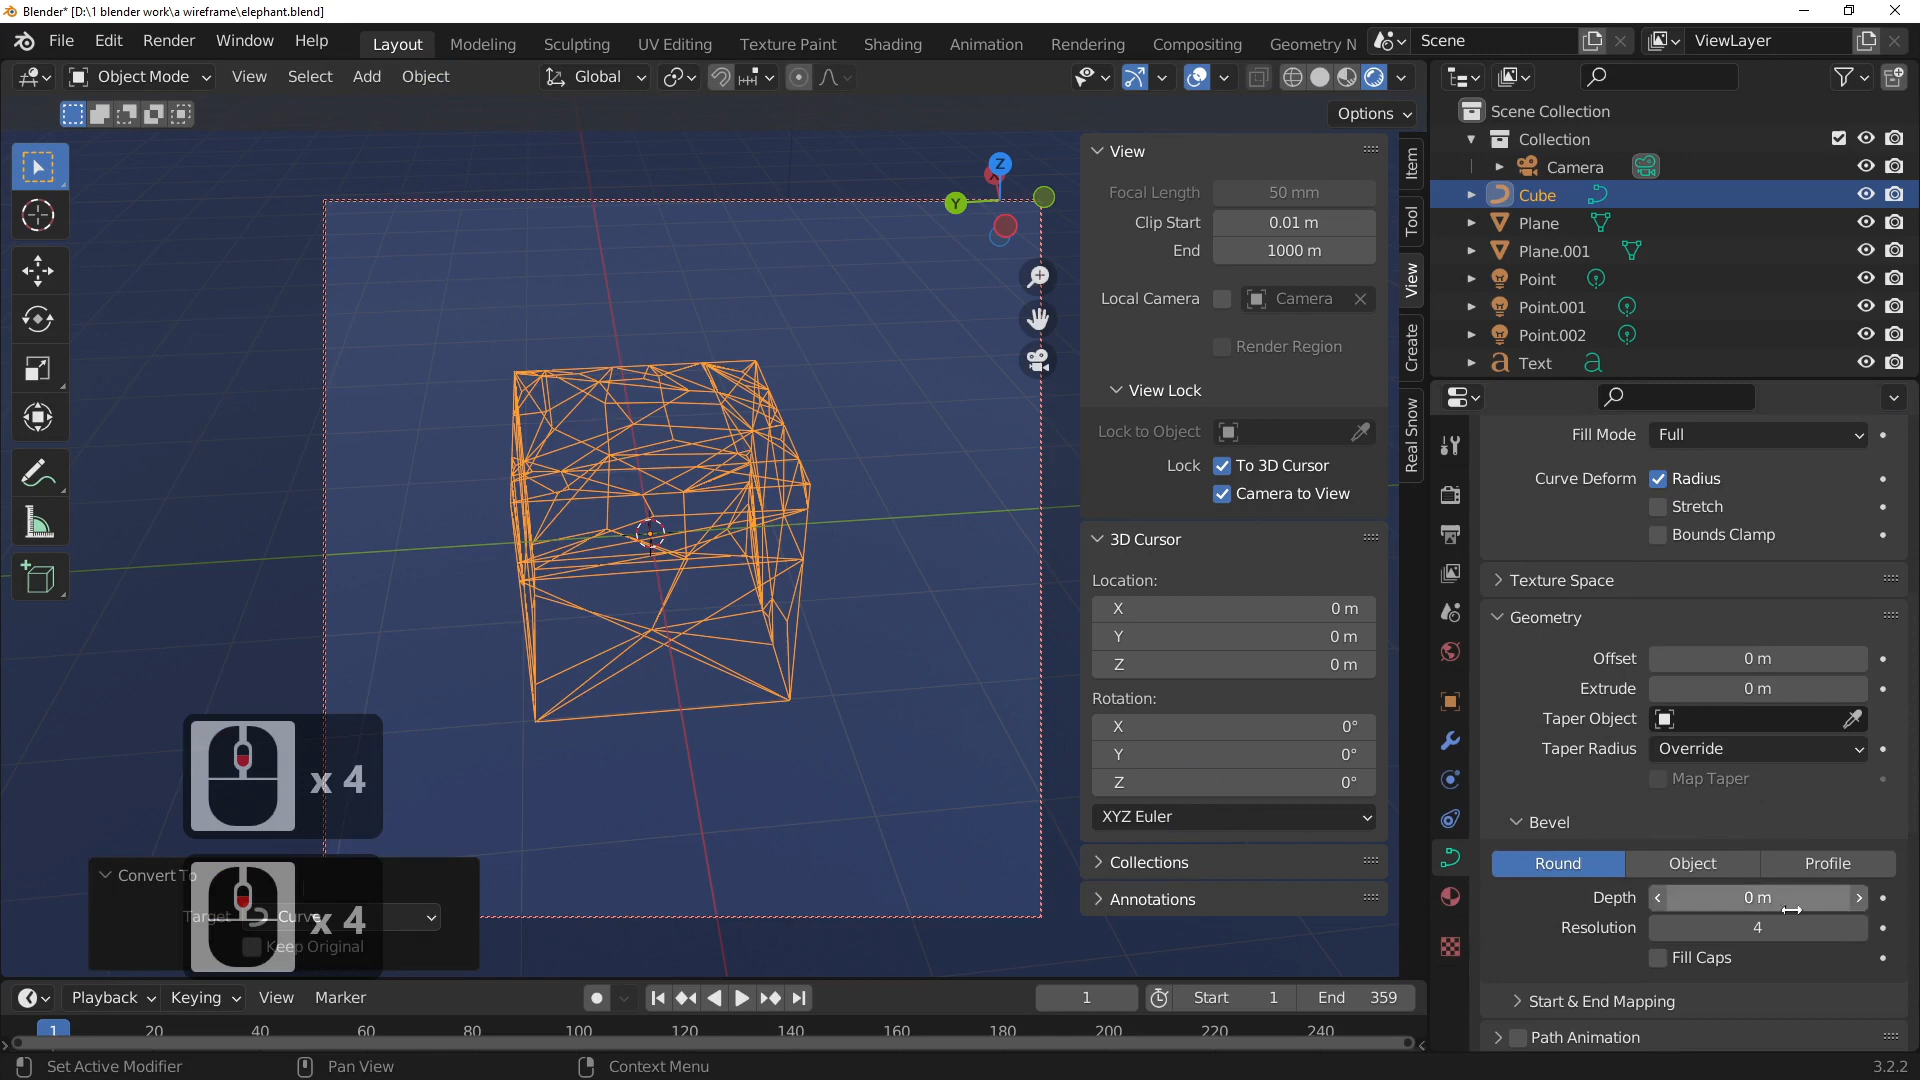 Blender* [D:\1 blender work\a wireframe\elephant.blend]
File Edit Render Window Help Layout Modeling Sculpting UV Editing Texture Paint Shading Animation Rendering Compositing Geometry N Scene ViewLayer
Object Mode View Select Add Object Global
Options
Scene Collection
Collection
Camera
Cube
Plane
Plane.001
Point
Point.001
Point.002
Text
View
Focal Length 50 mm
Clip Start 0.01 m
End 1000 m
Local Camera Camera
Render Region
View Lock
Lock to Object
Lock To 3D Cursor
Camera to View
3D Cursor
Location:
X 0 m
Y 0 m
Z 0 m
Rotation:
X 0°
Y 0°
Z 0°
XYZ Euler
Collections
Annotations
Item
Tool
View
Create
Real Snow
Z
Y
X
Fill Mode Full
Curve Deform Radius
Stretch
Bounds Clamp
Texture Space
Geometry
Offset 0 m
Extrude 0 m
Taper Object
Taper Radius Override
Map Taper
Bevel
Round Object Profile
Depth 0 m
Resolution 4
Fill Caps
Start & End Mapping
Path Animation
x 4
Convert To
Target Curve
x 4
Keep Original
Playback Keying View Marker 1 Start 1 End 359
1 20 40 60 80 100 120 140 160 180 200 220 240
Set Active Modifier Pan View Context Menu 3.2.2